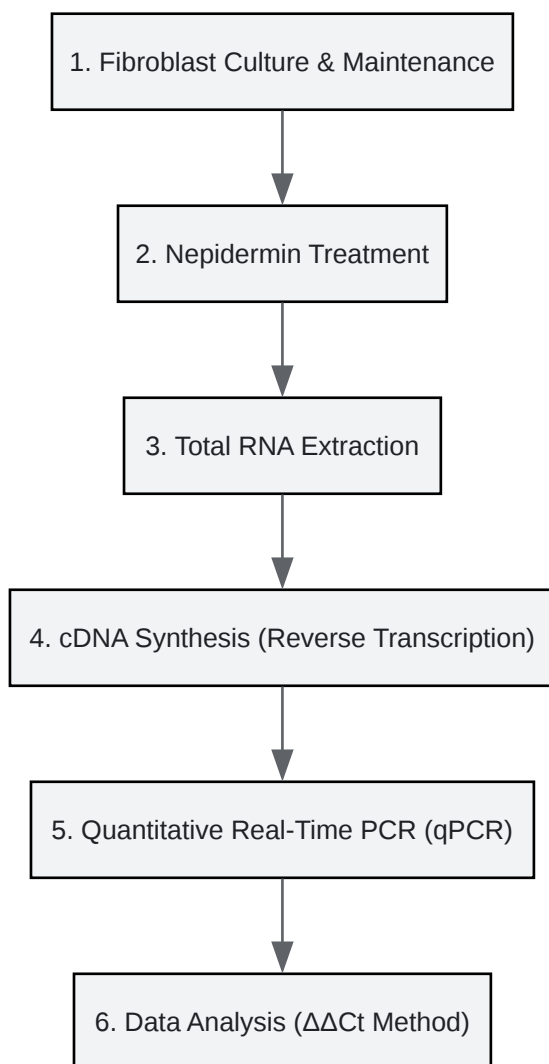 1. Fibroblast Culture & Maintenance
2. Nepidermin Treatment
3. Total RNA Extraction
4. cDNA Synthesis (Reverse Transcription)
5. Quantitative Real-Time PCR (qPCR)
6. Data Analysis (ΔΔCt Method)